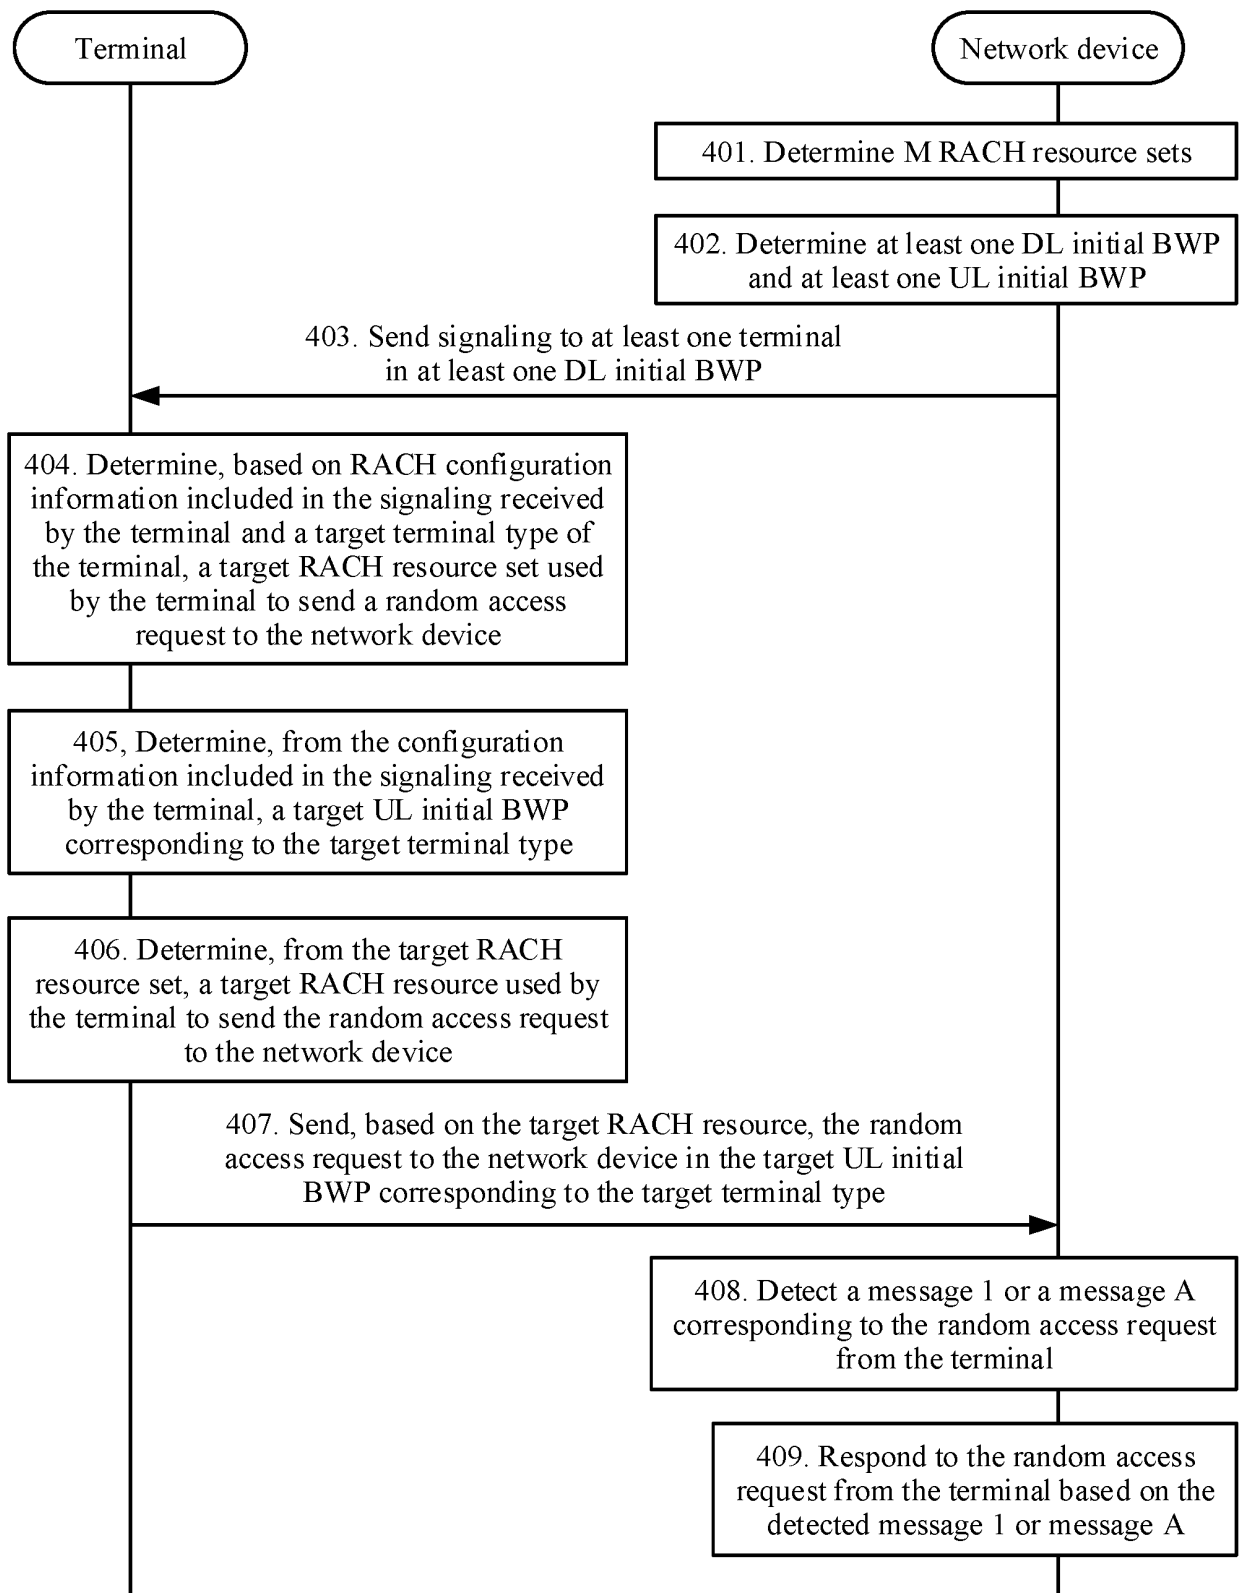 Terminal
Network device
401. Determine M RACH resource sets
402. Determine at least one DL initial BWP
and at least one UL initial BWP
403. Send signaling to at least one terminal
in at least one DL initial BWP
404. Determine, based on RACH configuration
information included in the signaling received
by the terminal and a target terminal type of
the terminal, a target RACH resource set used
by the terminal to send a random access
request to the network device
405, Determine, from the configuration
information included in the signaling received
by the terminal, a target UL initial BWP
corresponding to the target terminal type
406. Determine, from the target RACH
resource set, a target RACH resource used by
the terminal to send the random access request
to the network device
407. Send, based on the target RACH resource, the random
access request to the network device in the target UL initial
BWP corresponding to the target terminal type
408. Detect a message 1 or a message A
corresponding to the random access request
from the terminal
409. Respond to the random access
request from the terminal based on the
detected message 1 or message A